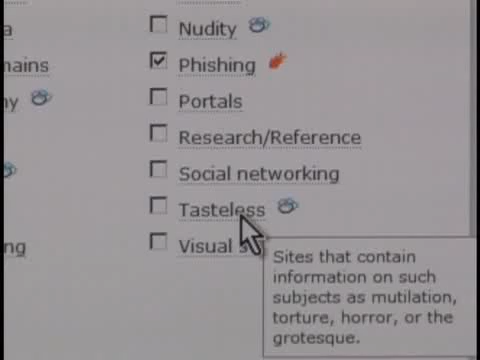 Nudity
Phishing
mains
Portals
Research/Reference
Social networking
Tasteless
Visual
Sites that contain
information on such
subjects as mutilation,
torture, horror, or the
grotesque.